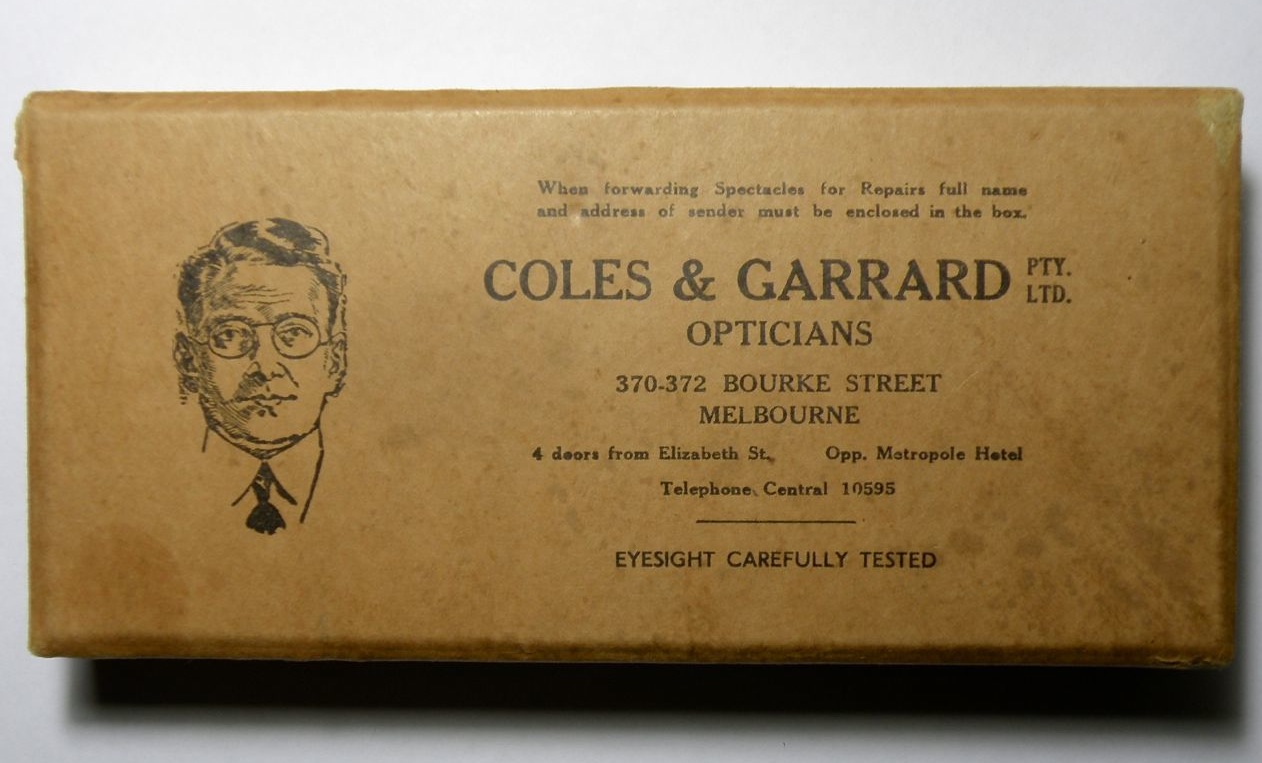 When forwarding Spectacles for Repairs full name
and address of sender must be enclosed in the box.
COLES & GARRARD PTY. LTD.
OPTICIANS
370-372 BOURKE STREET
MELBOURNE
4 doors from Elizabeth St. Opp. Metropole Hotel
Telephone, Central 10595
EYESIGHT CAREFULLY TESTED